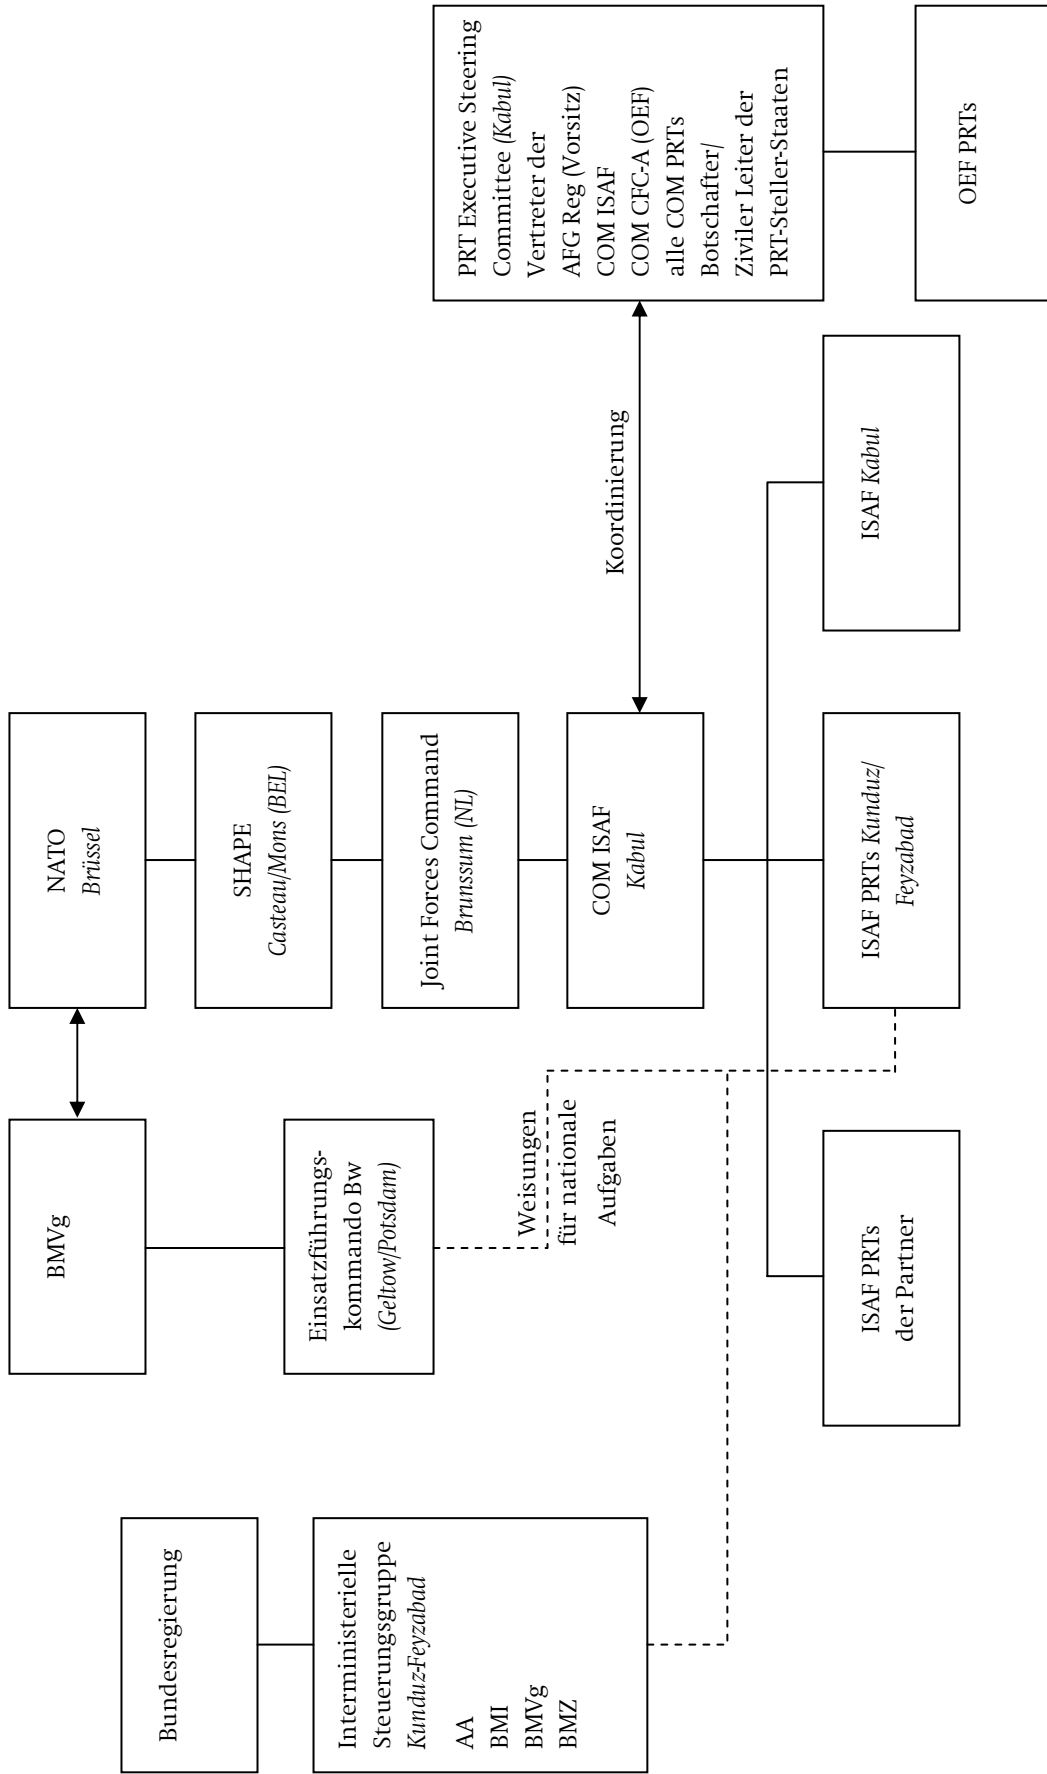 Bundesregierung
Interministerielle
Steuerungsgruppe
Kunduz-Feyzabad
AA
BMI
BMVg
BMZ
BMVg
Einsatzführungs-
kommando Bw
(Geltow/Potsdam)
Weisungen
für nationale
Aufgaben
NATO
Brüssel
SHAPE
Casteau/Mons (BEL)
Joint Forces Command
Brunssum (NL)
COM ISAF
Kabul
Koordinierung
PRT Executive Steering
Committee (Kabul)
Vertreter der
AFG Reg (Vorsitz)
COM ISAF
COM CFC-A (OEF)
alle COM PRTs
Botschafter/
Ziviler Leiter der
PRT-Steller-Staaten
ISAF PRTs
der Partner
ISAF PRTs Kunduz/
Feyzabad
ISAF Kabul
OEF PRTs